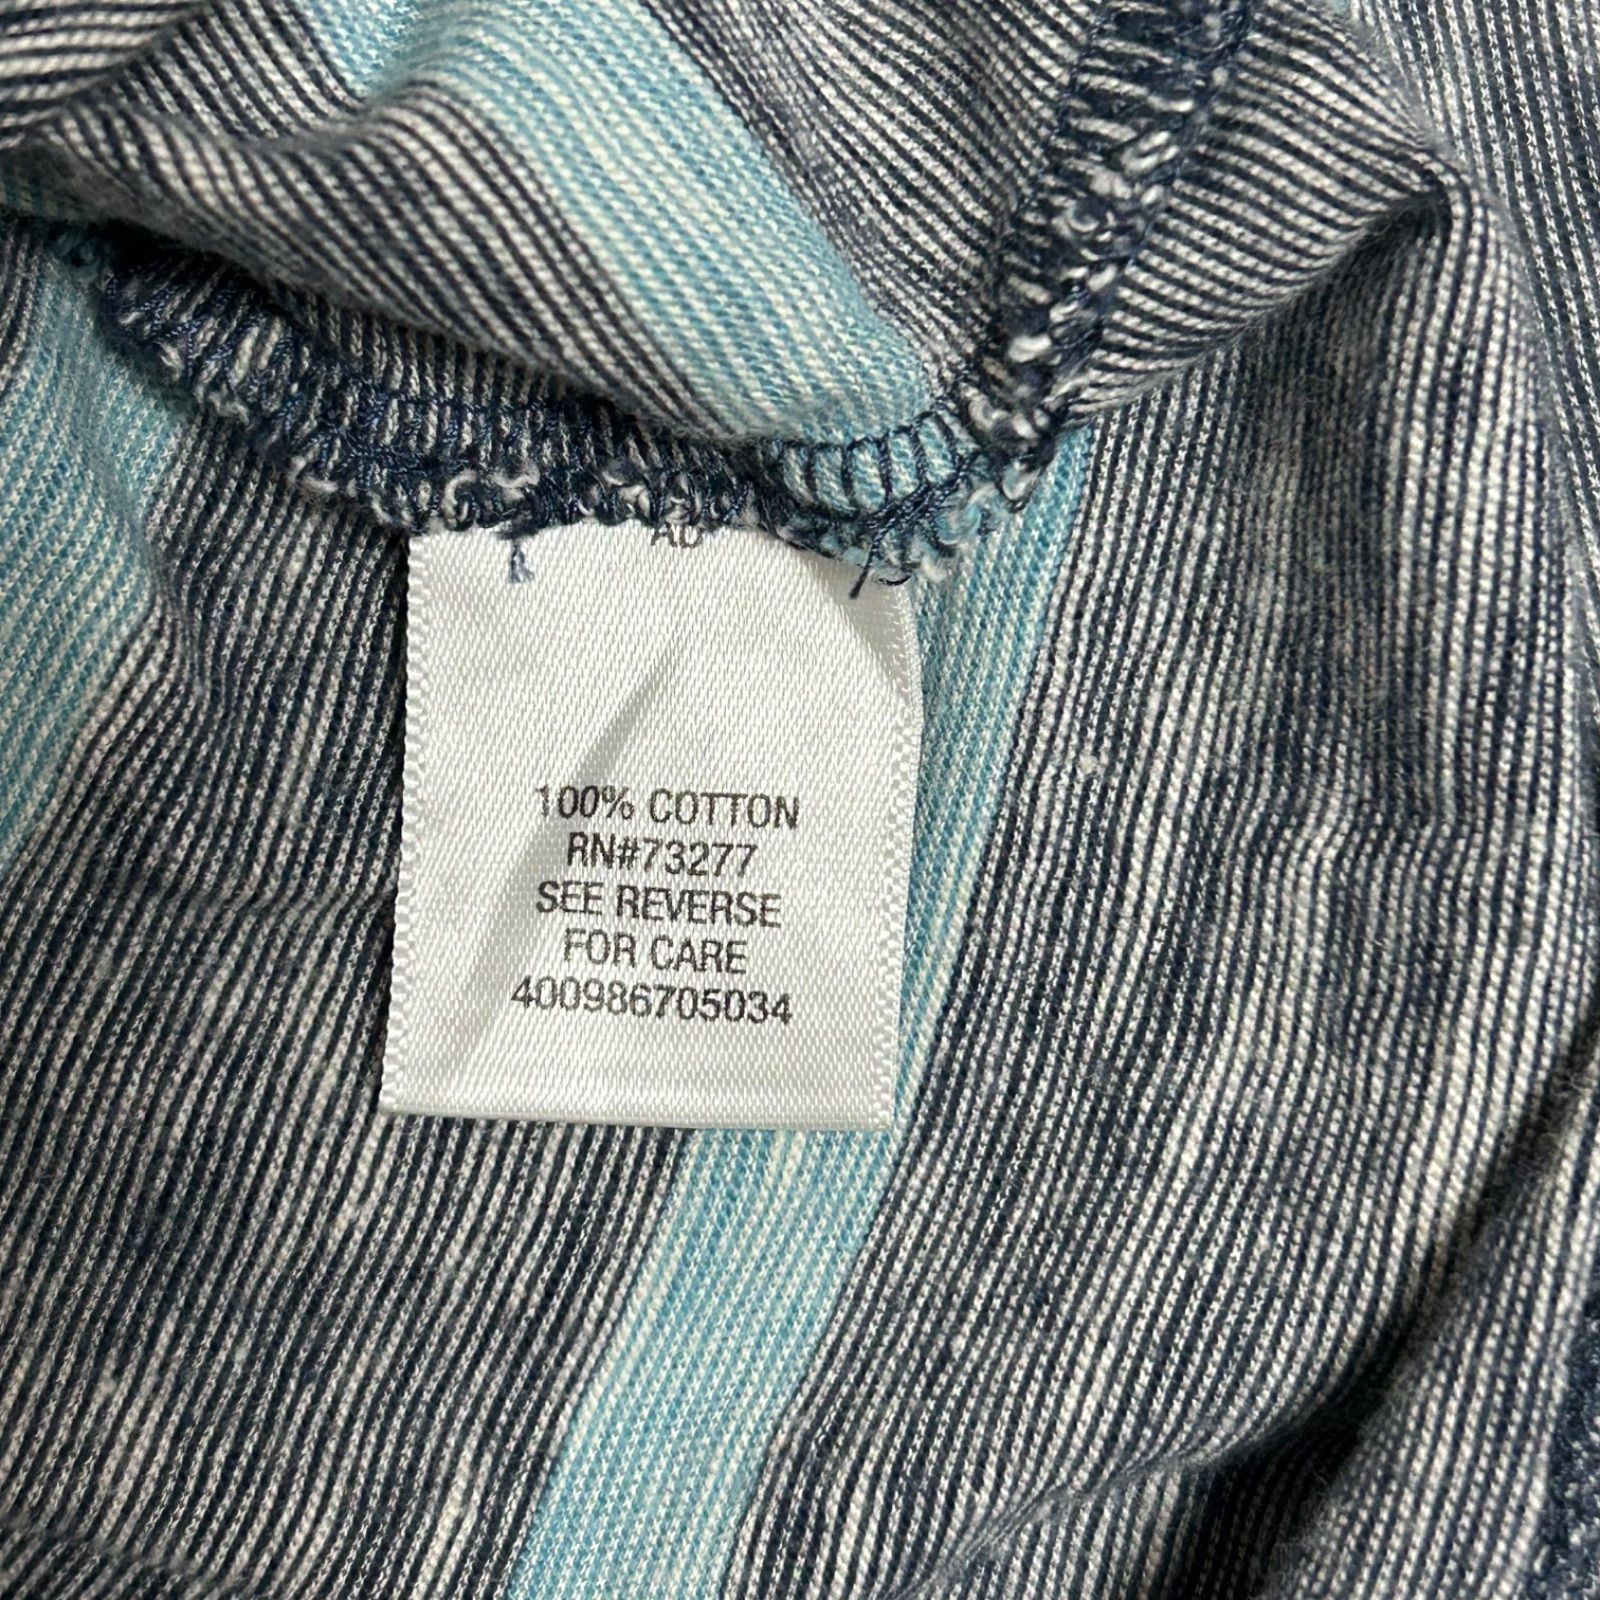 100% COTTON
RN#73277
SEE REVERSE
FOR CARE
400986705034